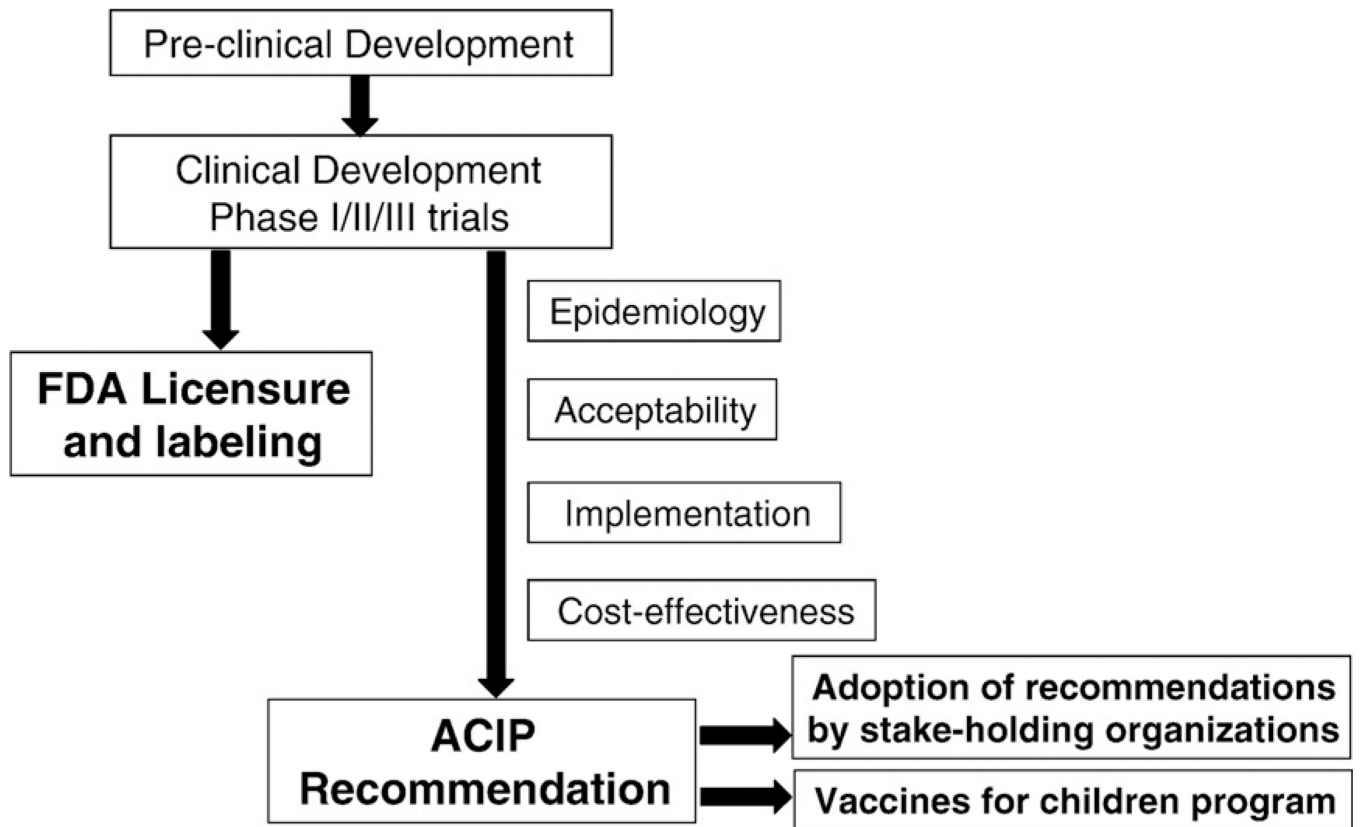 Pre-clinical Development
Clinical Development
Phase I/II/III trials
Epidemiology
FDA Licensure
and labeling
Acceptability
Implementation
Cost-effectiveness
ACIP
Recommendation
Adoption of recommendations
by stake-holding organizations
Vaccines for children program